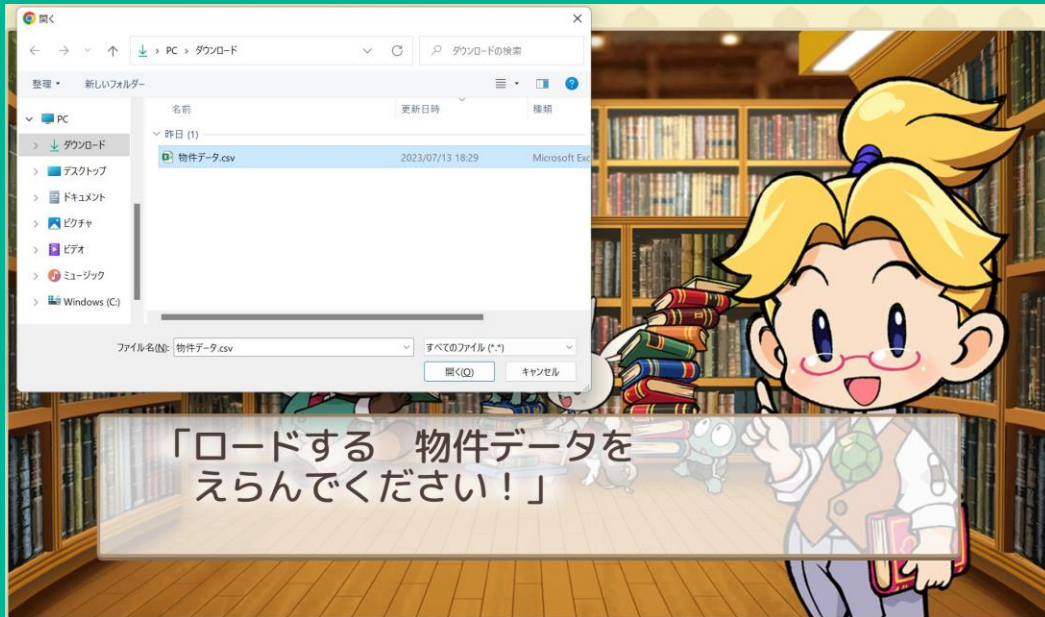 開く
PC › ダウンロード
ダウンロードの検索
整理
新しいフォルダー
名前
更新日時
種類
PC
昨日 (1)
ダウンロード
物件データ.csv
2023/07/13 18:29
Microsoft Exc
デスクトップ
ドキュメント
ピクチャ
ビデオ
ミュージック
Windows (C:)
ファイル名(N):
物件データ.csv
すべてのファイル (*.*)
開く(O)
キャンセル
「ロードする　物件データを
えらんでください！」